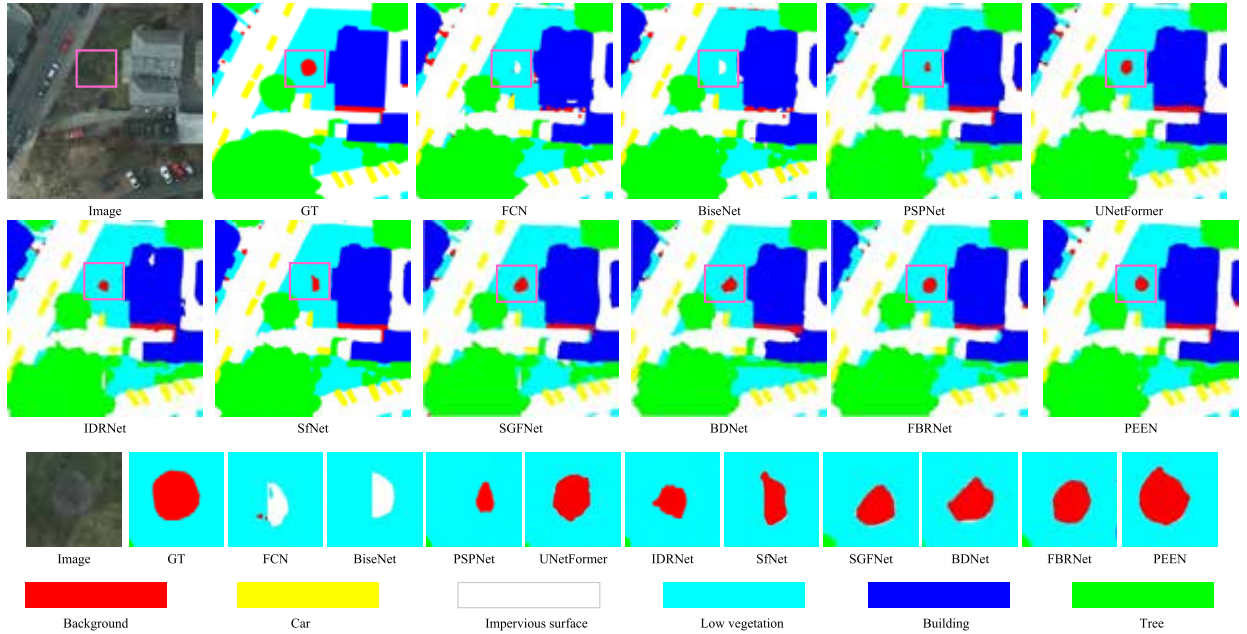 Image GT FCN BiseNet PSPNet UNetFormer
IDRNet SfNet SGFNet BDNet FBRNet PEEN
Image GT FCN BiseNet PSPNet UNetFormer IDRNet SfNet SGFNet BDNet FBRNet PEEN
Background Car Impervious surface Low vegetation Building Tree